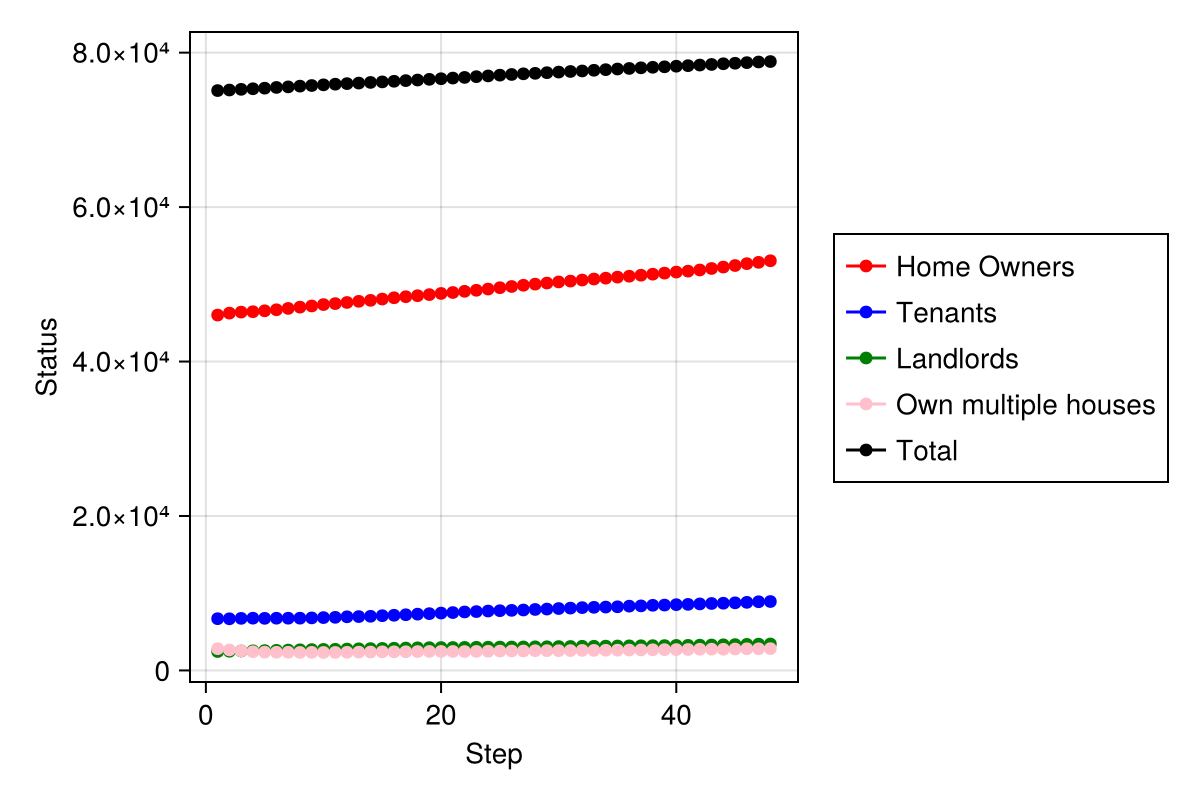 8.0×10⁴
6.0×10⁴
4.0×10⁴
2.0×10⁴
0
Status
0 20 40
Step
Home Owners
Tenants
Landlords
Own multiple houses
Total